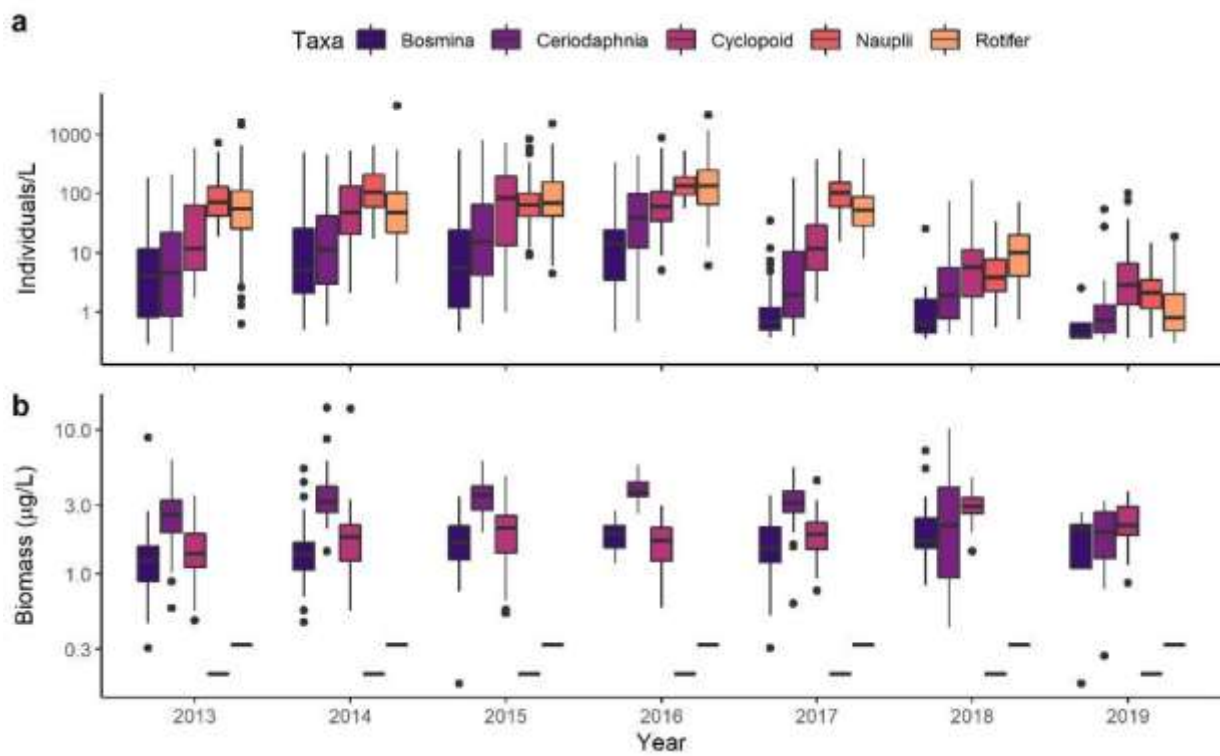 a
Taxa Bosmina Ceriodaphnia Cyclopoid Nauplii Rotifer
Individuals/L
1000
100
10
1
b
Biomass (µg/L)
10.0
3.0
1.0
0.3
2013 2014 2015 2016 2017 2018 2019
Year